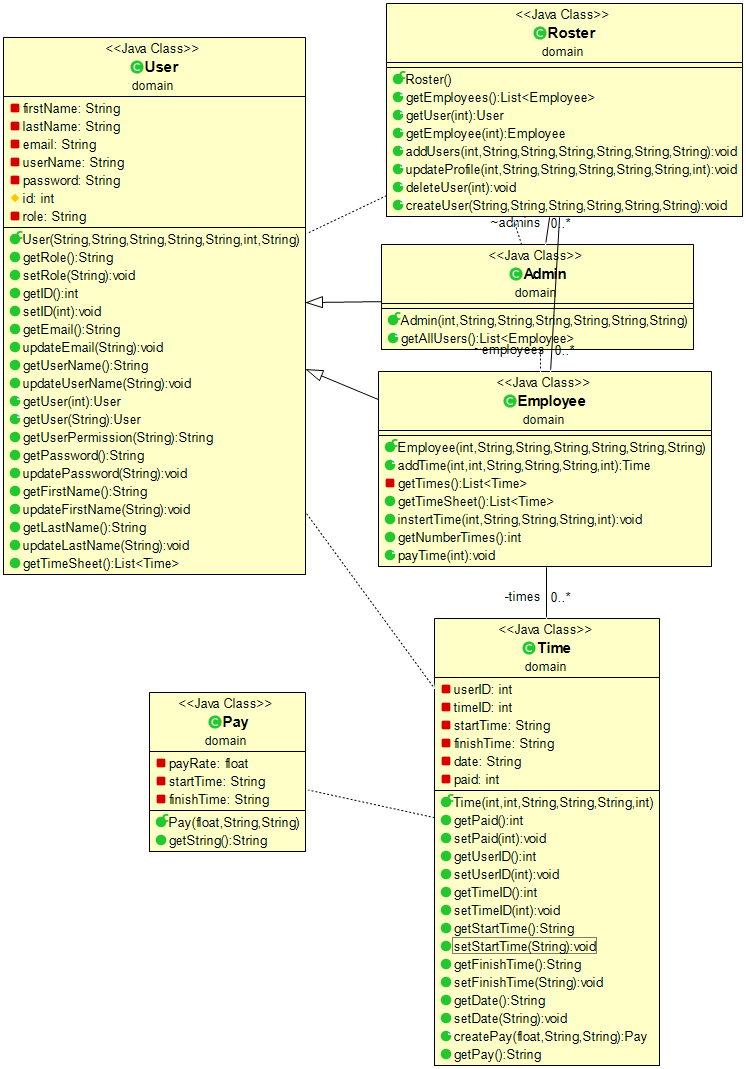 <<Java Class>>
User
domain
firstName: String
lastName: String
email: String
userName: String
password: String
id: int
role: String
User(String,String,String,String,String,int,String)
getRole():String
setRole(String):void
getID():int
setID(int):void
getEmail():String
updateEmail(String):void
getUserName():String
updateUserName(String):void
getUser(int):User
getUser(String):User
getUserPermission(String):String
getPassword():String
updatePassword(String):void
getFirstName():String
updateFirstName(String):void
getLastName():String
updateLastName(String):void
getTimeSheet():List<Time>
<<Java Class>>
Roster
domain
Roster()
getEmployees():List<Employee>
getUser(int):User
getEmployee(int):Employee
addUsers(int,String,String,String,String,String,String):void
updateProfile(int,String,String,String,String,String,int):void
deleteUser(int):void
createUser(String,String,String,String,String,String):void
~admins 0..*
<<Java Class>>
Admin
domain
Admin(int,String,String,String,String,String,String)
getAllUsers():List<Employee>
~employees 0..*
<<Java Class>>
Employee
domain
Employee(int,String,String,String,String,String,String)
addTime(int,int,String,String,String,int):Time
getTimes():List<Time>
getTimeSheet():List<Time>
instertTime(int,String,String,String,int):void
getNumberTimes():int
payTime(int):void
-times 0..*
<<Java Class>>
Time
domain
userID: int
timeID: int
startTime: String
finishTime: String
date: String
paid: int
Time(int,int,String,String,String,int)
getPaid():int
setPaid(int):void
getUserID():int
setUserID(int):void
getTimeID():int
setTimeID(int):void
getStartTime():String
setStartTime(String):void
getFinishTime():String
setFinishTime(String):void
getDate():String
setDate(String):void
createPay(float,String,String):Pay
getPay():String
<<Java Class>>
Pay
domain
payRate: float
startTime: String
finishTime: String
Pay(float,String,String)
getString():String